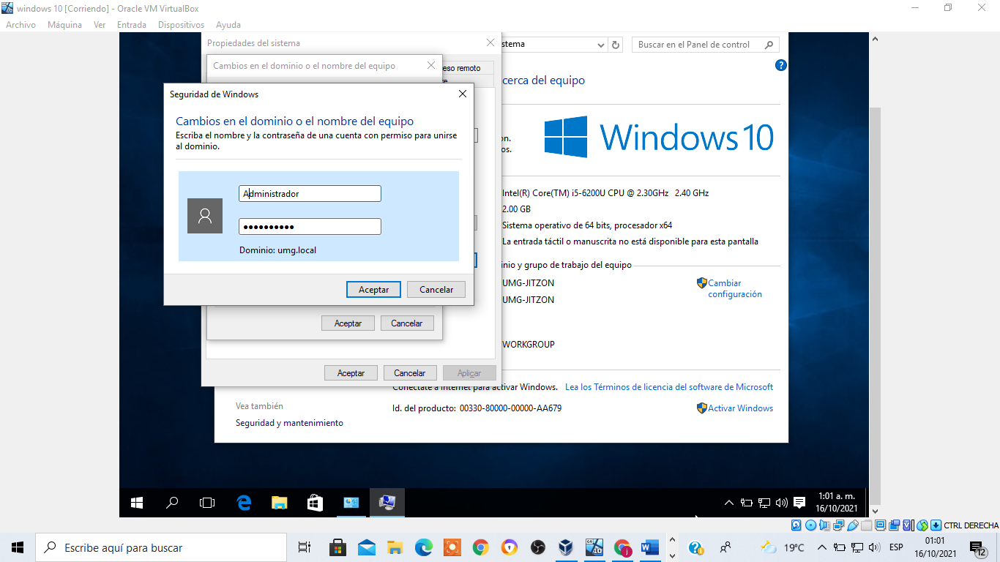 windows 10 [Corriendo] - Oracle VM VirtualBox
Archivo Máquina Ver Entrada Dispositivos Ayuda
Propiedades del sistema
stema
Buscar en el Panel de control
Cambios en el dominio o el nombre del equipo
eso remoto
?
cerca del equipo
Seguridad de Windows
Cambios en el dominio o el nombre del equipo
Escriba el nombre y la contraseña de una cuenta con permiso para unirse
al dominio.
on.
os.
Windows 10
Administrador
Intel(R) Core(TM) i5-6200U CPU @ 2.30GHz 2.40 GHz
2.00 GB
Sistema operativo de 64 bits, procesador x64
La entrada táctil o manuscrita no está disponible para esta pantalla
••••••••••
Dominio: umg.local
inio y grupo de trabajo del equipo
UMG-JITZON
Cambiar
configuración
UMG-JITZON
Aceptar Cancelar
Aceptar Cancelar
WORKGROUP
Aceptar Cancelar Aplicar
Conéctate a Internet para activar Windows. Lea los Términos de licencia del software de Microsoft
Vea también
Id. del producto: 00330-80000-00000-AA679
Activar Windows
Seguridad y mantenimiento
1:01 a. m.
16/10/2021
CTRL DERECHA
Escribe aquí para buscar
19°C
ESP
01:01
16/10/2021
12